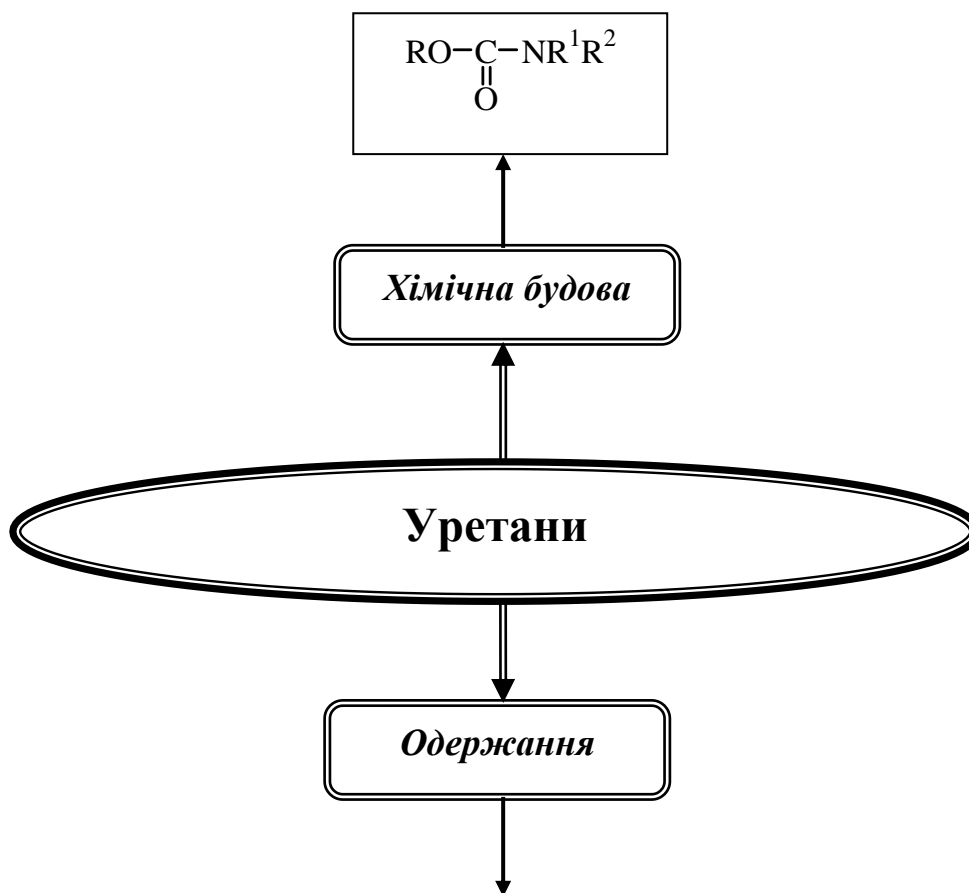 RO–C–NR¹R²
O
Хімічна будова
Уретани
Одержання